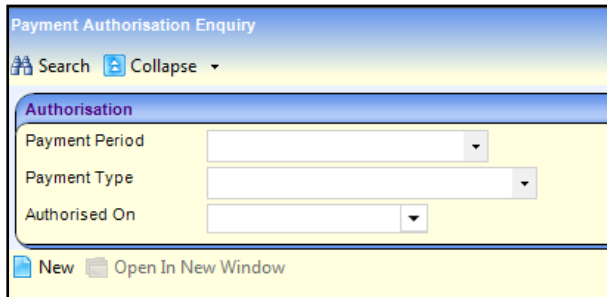 Payment Authorisation Enquiry
Search Collapse
Authorisation
Payment Period
Payment Type
Authorised On
New Open In New Window